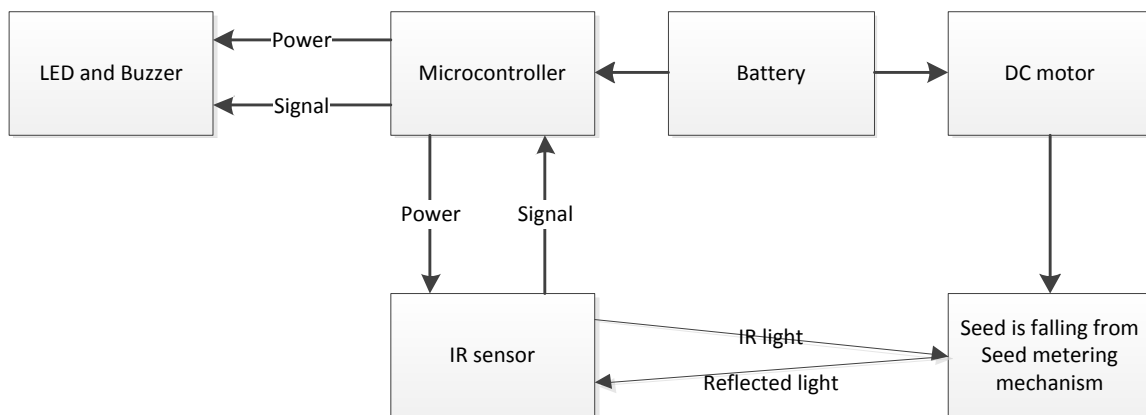 Power
LED and Buzzer
Microcontroller
Battery
DC motor
Signal
Power
Signal
IR light
IR sensor
Reflected light
Seed is falling from
Seed metering
mechanism